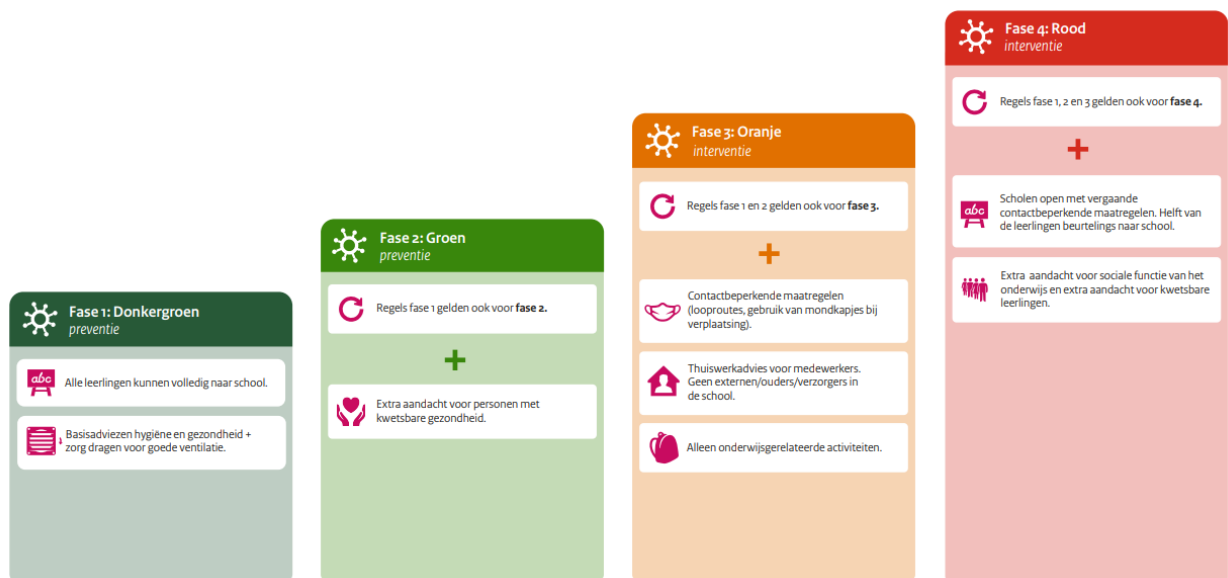 Fase 1: Donkergroen
preventie
abc
Alle leerlingen kunnen volledig naar school.
Basisadviezen hygiëne en gezondheid +
zorg dragen voor goede ventilatie.
Fase 2: Groen
preventie
Regels fase 1 gelden ook voor fase 2.
+
Extra aandacht voor personen met
kwetsbare gezondheid.
Fase 3: Oranje
interventie
Regels fase 1 en 2 gelden ook voor fase 3.
+
Contactbeperkende maatregelen
(looproutes, gebruik van mondkapjes bij
verplaatsing).
Thuiswerkadvies voor medewerkers.
Geen externen/ouders/verzorgers in
de school.
Alleen onderwijsgerelateerde activiteiten.
Fase 4: Rood
interventie
Regels fase 1, 2 en 3 gelden ook voor fase 4.
+
abc
Scholen open met vergaande
contactbeperkende maatregelen. Helft van
de leerlingen beurtelings naar school.
Extra aandacht voor sociale functie van het
onderwijs en extra aandacht voor kwetsbare
leerlingen.